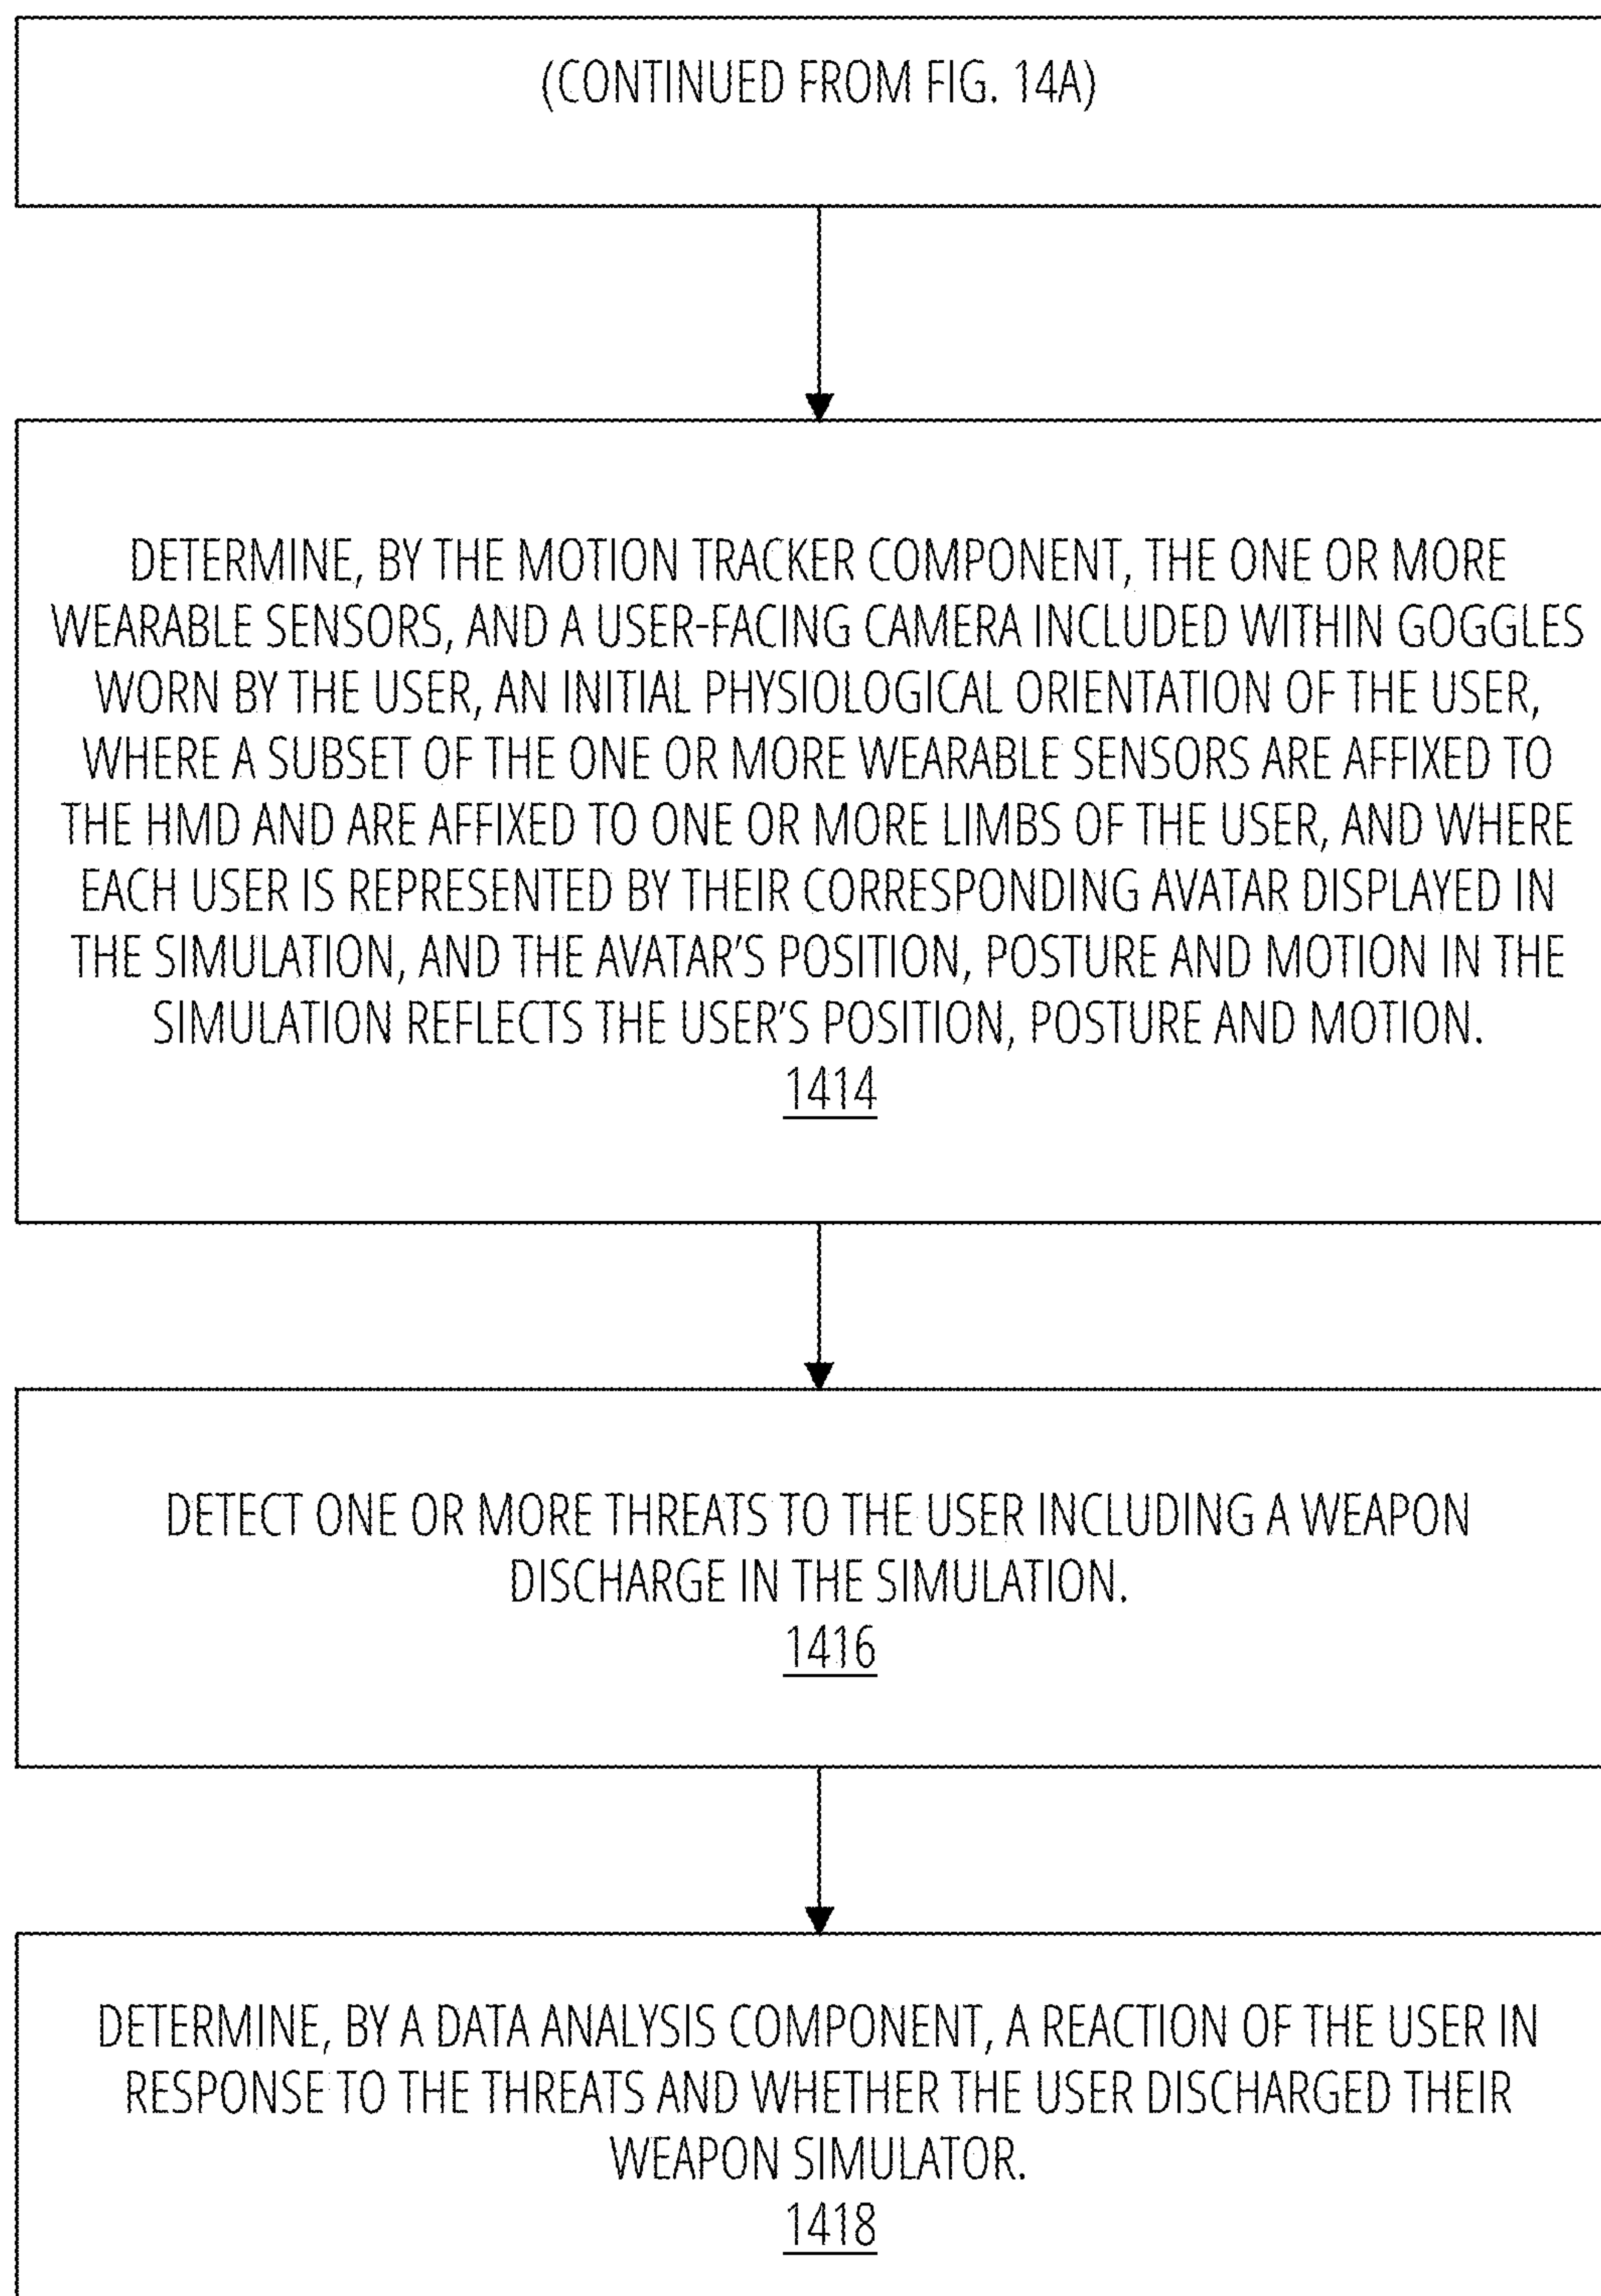 (CONTINUED FROM FIG. 14A)
DETERMINE, BY THE MOTION TRACKER COMPONENT, THE ONE OR MORE
WEARABLE SENSORS, AND A USER-FACING CAMERA INCLUDED WITHIN GOGGLES
WORN BY THE USER, AN INITIAL PHYSIOLOGICAL ORIENTATION OF THE USER,
WHERE A SUBSET OF THE ONE OR MORE WEARABLE SENSORS ARE AFFIXED TO
THE HMD AND ARE AFFIXED TO ONE OR MORE LIMBS OF THE USER, AND WHERE
EACH USER IS REPRESENTED BY THEIR CORRESPONDING AVATAR DISPLAYED IN
THE SIMULATION, AND THE AVATAR'S POSITION, POSTURE AND MOTION IN THE
SIMULATION REFLECTS THE USER'S POSITION, POSTURE AND MOTION.
1414
DETECT ONE OR MORE THREATS TO THE USER INCLUDING A WEAPON
DISCHARGE IN THE SIMULATION.
1416
DETERMINE, BY A DATA ANALYSIS COMPONENT, A REACTION OF THE USER IN
RESPONSE TO THE THREATS AND WHETHER THE USER DISCHARGED THEIR
WEAPON SIMULATOR.
1418